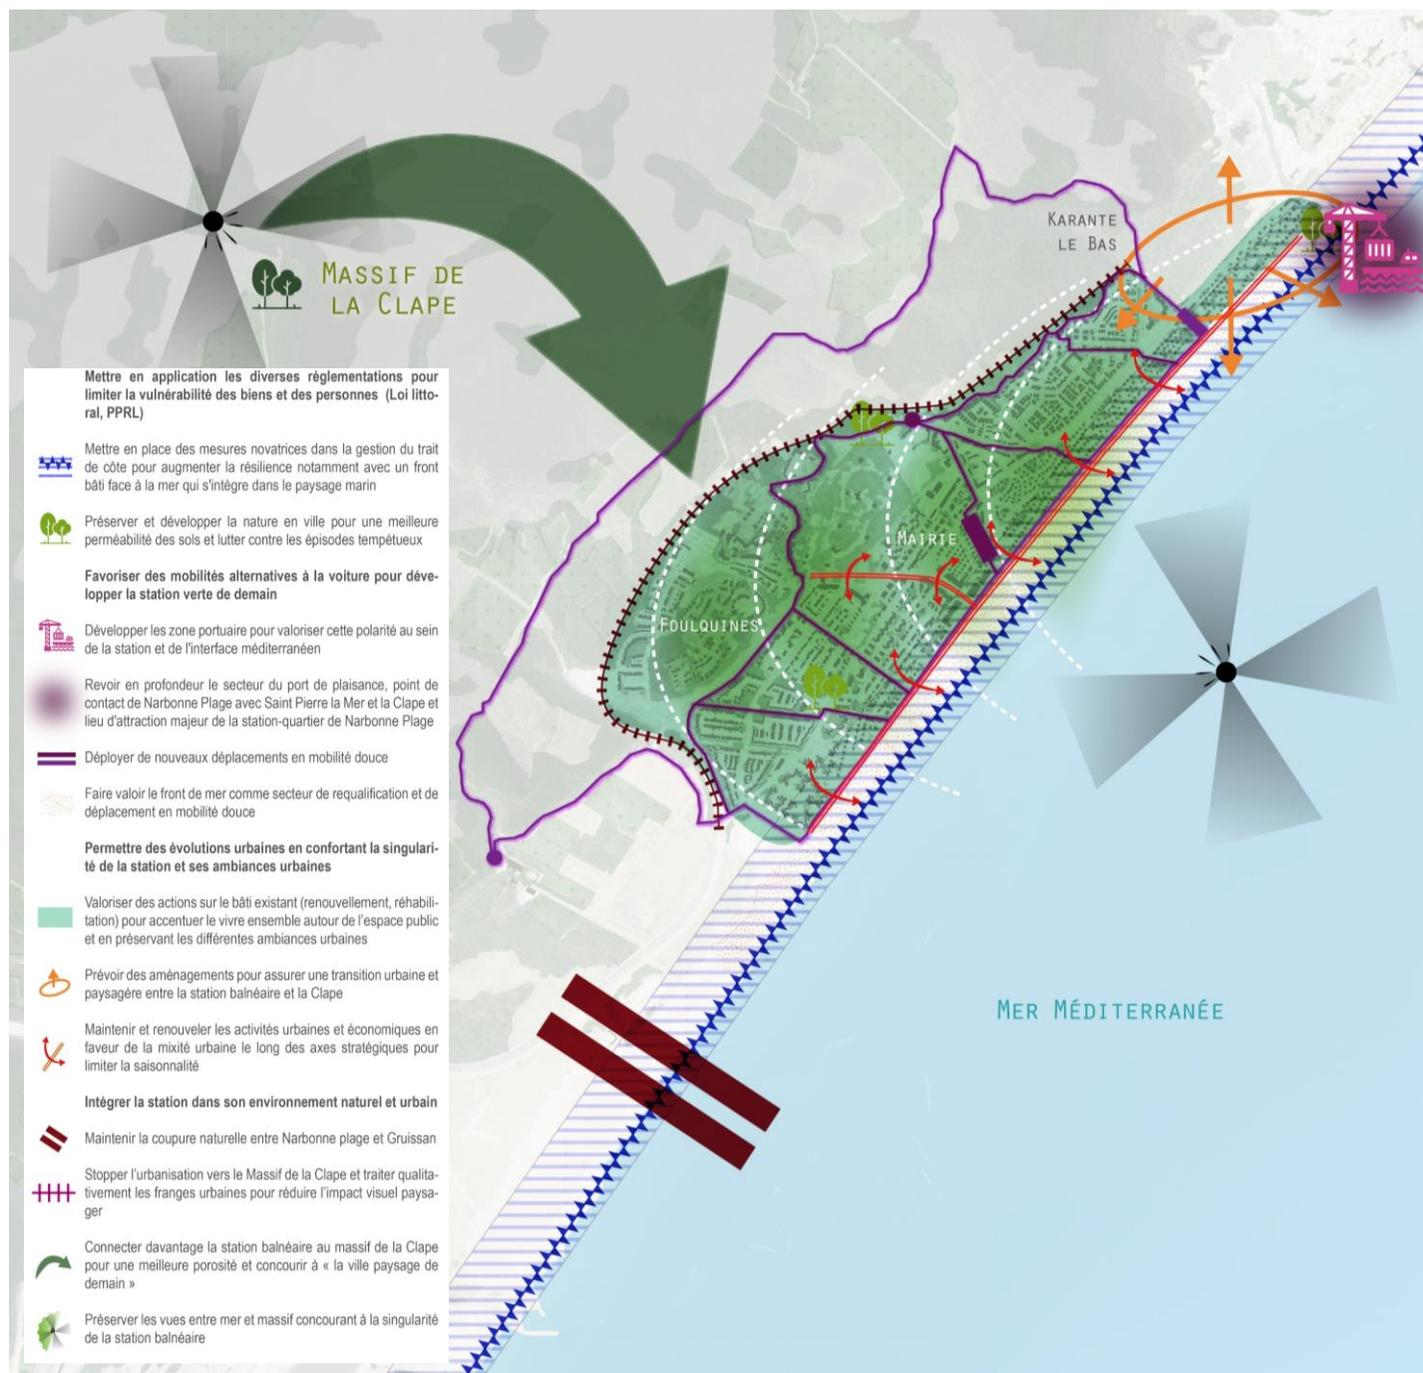 KARANTE
LE BAS
MASSIF DE
LA CLAPE
MAIRIE
FOULQUINES
MER MÉDITERRANÉE
Mettre en application les diverses réglementations pour
limiter la vulnérabilité des biens et des personnes (Loi litto-
ral, PPRL)
Mettre en place des mesures novatrices dans la gestion du trait
de côte pour augmenter la résilience notamment avec un front
bâti face à la mer qui s'intègre dans le paysage marin
Préserver et développer la nature en ville pour une meilleure
perméabilité des sols et lutter contre les épisodes tempétueux
Favoriser des mobilités alternatives à la voiture pour déve-
lopper la station verte de demain
Développer les zone portuaire pour valoriser cette polarité au sein
de la station et de l'interface méditerranéen
Revoir en profondeur le secteur du port de plaisance, point de
contact de Narbonne Plage avec Saint Pierre la Mer et la Clape et
lieu d'attraction majeur de la station-quartier de Narbonne Plage
Déployer de nouveaux déplacements en mobilité douce
Faire valoir le front de mer comme secteur de requalification et de
déplacement en mobilité douce
Permettre des évolutions urbaines en confortant la singulari-
té de la station et ses ambiances urbaines
Valoriser des actions sur le bâti existant (renouvellement, réhabili-
tation) pour accentuer le vivre ensemble autour de l'espace public
et en préservant les différentes ambiances urbaines
Prévoir des aménagements pour assurer une transition urbaine et
paysagère entre la station balnéaire et la Clape
Maintenir et renouveler les activités urbaines et économiques en
faveur de la mixité urbaine le long des axes stratégiques pour
limiter la saisonnalité
Intégrer la station dans son environnement naturel et urbain
Maintenir la coupure naturelle entre Narbonne plage et Gruissan
Stopper l'urbanisation vers le Massif de la Clape et traiter qualita-
tivement les franges urbaines pour réduire l'impact visuel paysa-
ger
Connecter davantage la station balnéaire au massif de la Clape
pour une meilleure porosité et concourir à « la ville paysage de
demain »
Préserver les vues entre mer et massif concourant à la singularité
de la station balnéaire